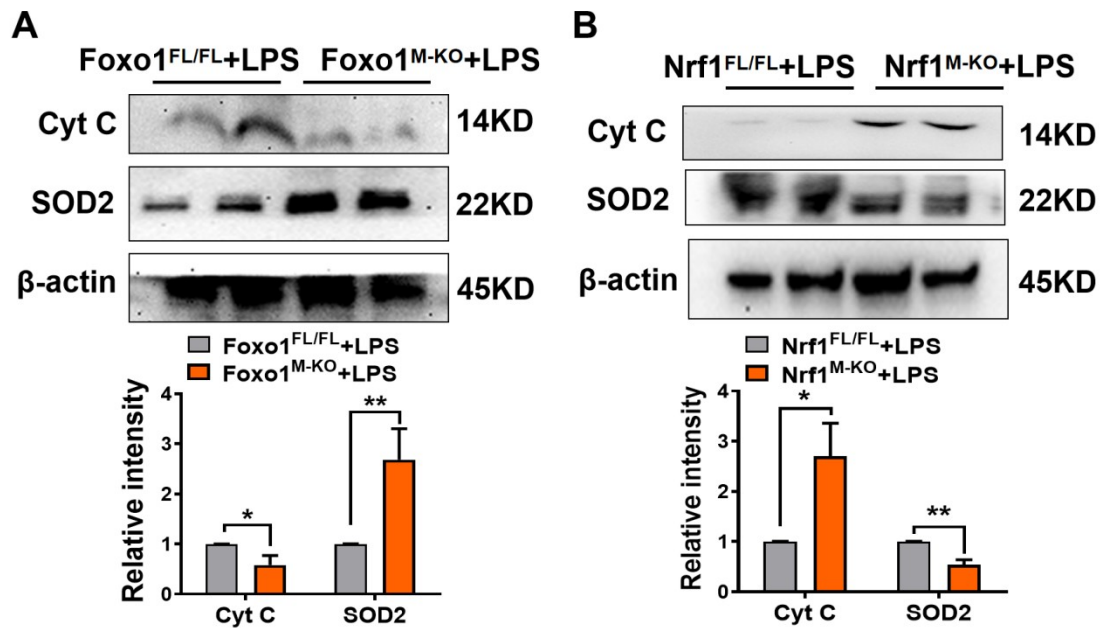 A
Foxo1FL/FL+LPS Foxo1M-KO+LPS
Cyt C 14KD
SOD2 22KD
β-actin 45KD
Foxo1FL/FL+LPS
Foxo1M-KO+LPS
Relative intensity
4
3
2
1
0
*
**
Cyt C SOD2
B
Nrf1FL/FL+LPS Nrf1M-KO+LPS
Cyt C 14KD
SOD2 22KD
β-actin 45KD
Nrf1FL/FL+LPS
Nrf1M-KO+LPS
Relative intensity
4
3
2
1
0
*
**
Cyt C SOD2